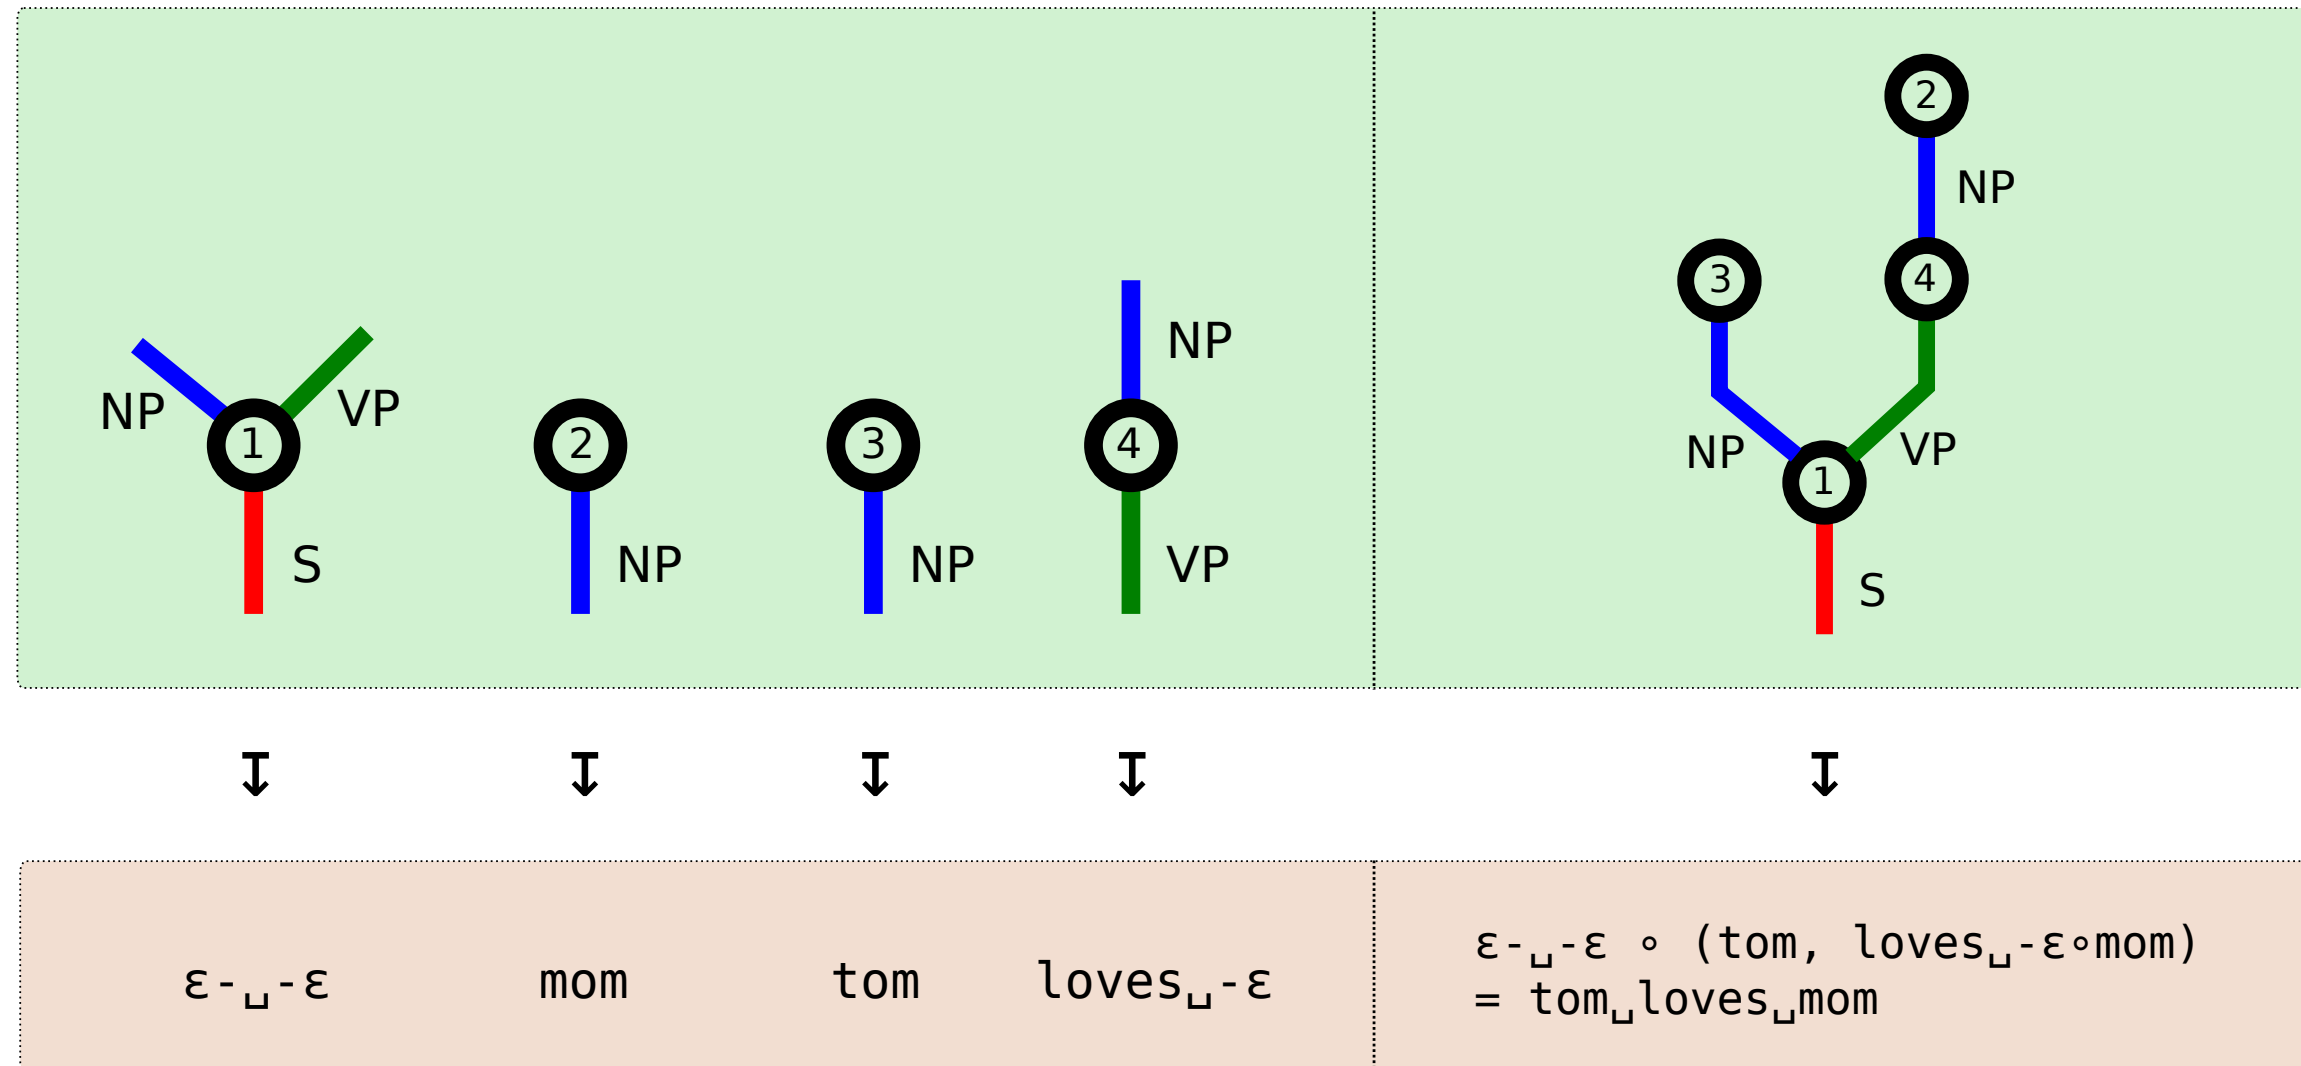 2
NP
3
4
NP
NP
VP
NP
VP
1
2
3
4
1
S
NP
NP
VP
S
↧
↧
↧
↧
↧
ε-␣-ε
mom
tom
loves␣-ε
ε-␣-ε ∘ (tom, loves␣-ε∘mom)
= tom␣loves␣mom